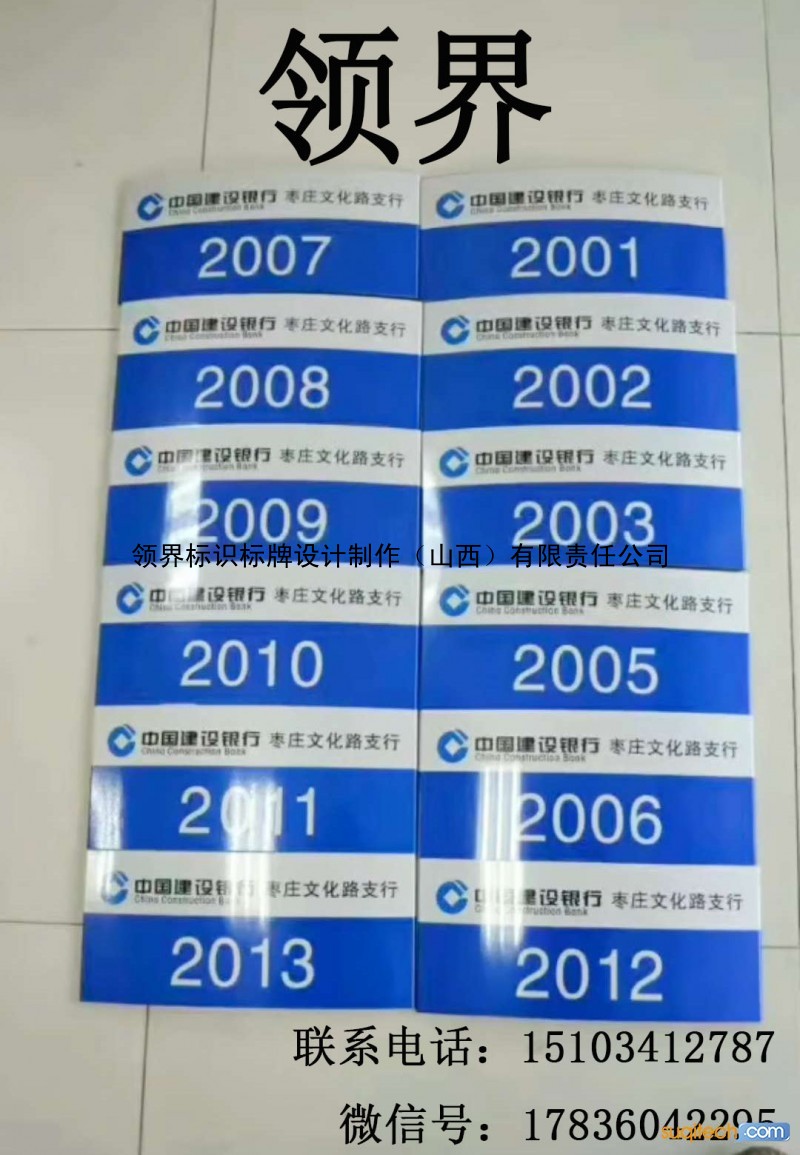 领界
中国建设银行 枣庄文化路支行
China Construction Bank
2007
中国建设银行 枣庄文化路支行
China Construction Bank
2001
中国建设银行 枣庄文化路支行
China Construction Bank
2008
中国建设银行 枣庄文化路支行
China Construction Bank
2002
中国建设银行 枣庄文化路支行
China Construction Bank
2009
中国建设银行 枣庄文化路支行
China Construction Bank
2003
领界标识标牌设计制作（山西）有限责任公司
中国建设银行 枣庄文化路支行
China Construction Bank
2010
中国建设银行 枣庄文化路支行
China Construction Bank
2005
中国建设银行 枣庄文化路支行
China Construction Bank
2011
中国建设银行 枣庄文化路支行
China Construction Bank
2006
中国建设银行 枣庄文化路支行
China Construction Bank
2013
中国建设银行 枣庄文化路支行
China Construction Bank
2012
联系电话：15103412787
微信号：17836042295
suqitech.com